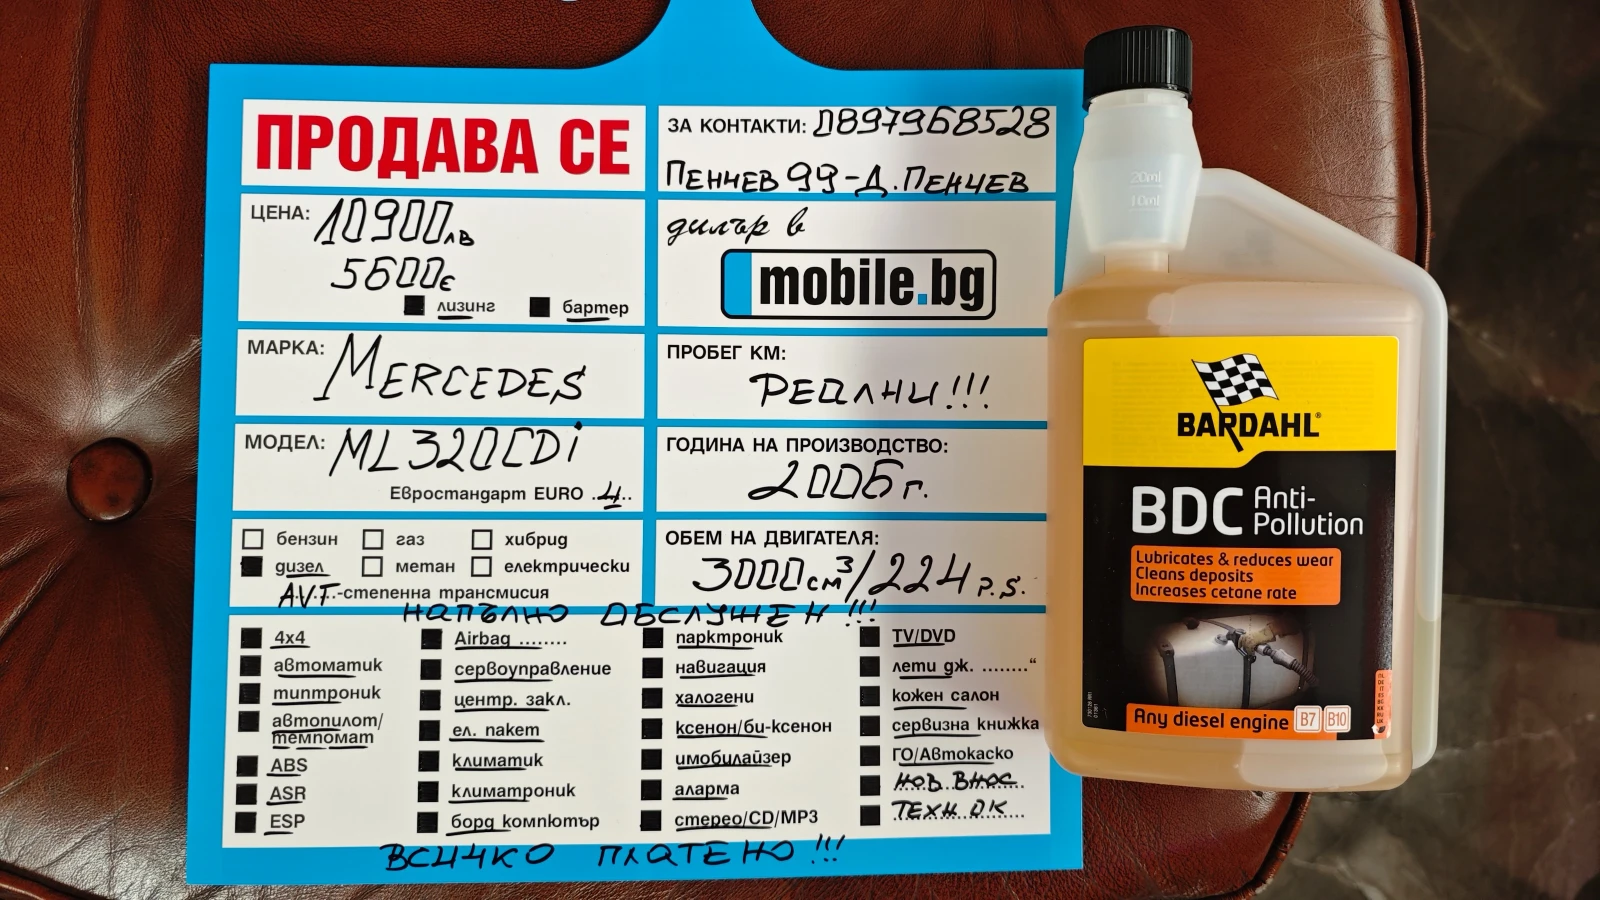 ПРОДАВА СЕ
ЗА КОНТАКТИ: 0897968528
ПЕНЧЕВ 99-Д.ПЕНЧЕВ
ЦЕНА: 10900лв
5600€
лизинг бартер
дилър в
mobile.bg
МАРКА: MERCEDES
ПРОБЕГ КМ:
РЕАЛНИ!!!
МОДЕЛ: ML320CDi
Евростандарт EURO ..4..
ГОДИНА НА ПРОИЗВОДСТВО:
2006г.
бензин газ хибрид
дизел метан електрически
AVT.-степенна трансмисия
ОБЕМ НА ДВИГАТЕЛЯ:
3000см³/224 P.S.
НАПЪЛНО ОБСЛУЖЕН!!!
4x4
автоматик
типтроник
автопилот/
темпомат
ABS
ASR
ESP
Airbag ........
сервоуправление
центр. закл.
ел. пакет
климатик
климатроник
борд компютър
парктроник
навигация
халогени
ксенон/би-ксенон
имобилайзер
аларма
стерео/CD/MP3
TV/DVD
лети дж. ........“
кожен салон
сервизна книжка
ГО/Автокаско
НОВ ВНОС
ТЕХН. ОК
ВСИЧКО ПЛАТЕНО!!!
20ml
10ml
BARDAHL®
BDC Anti-
Pollution
Lubricates & reduces wear
Cleans deposits
Increases cetane rate
Any diesel engine B7 B10